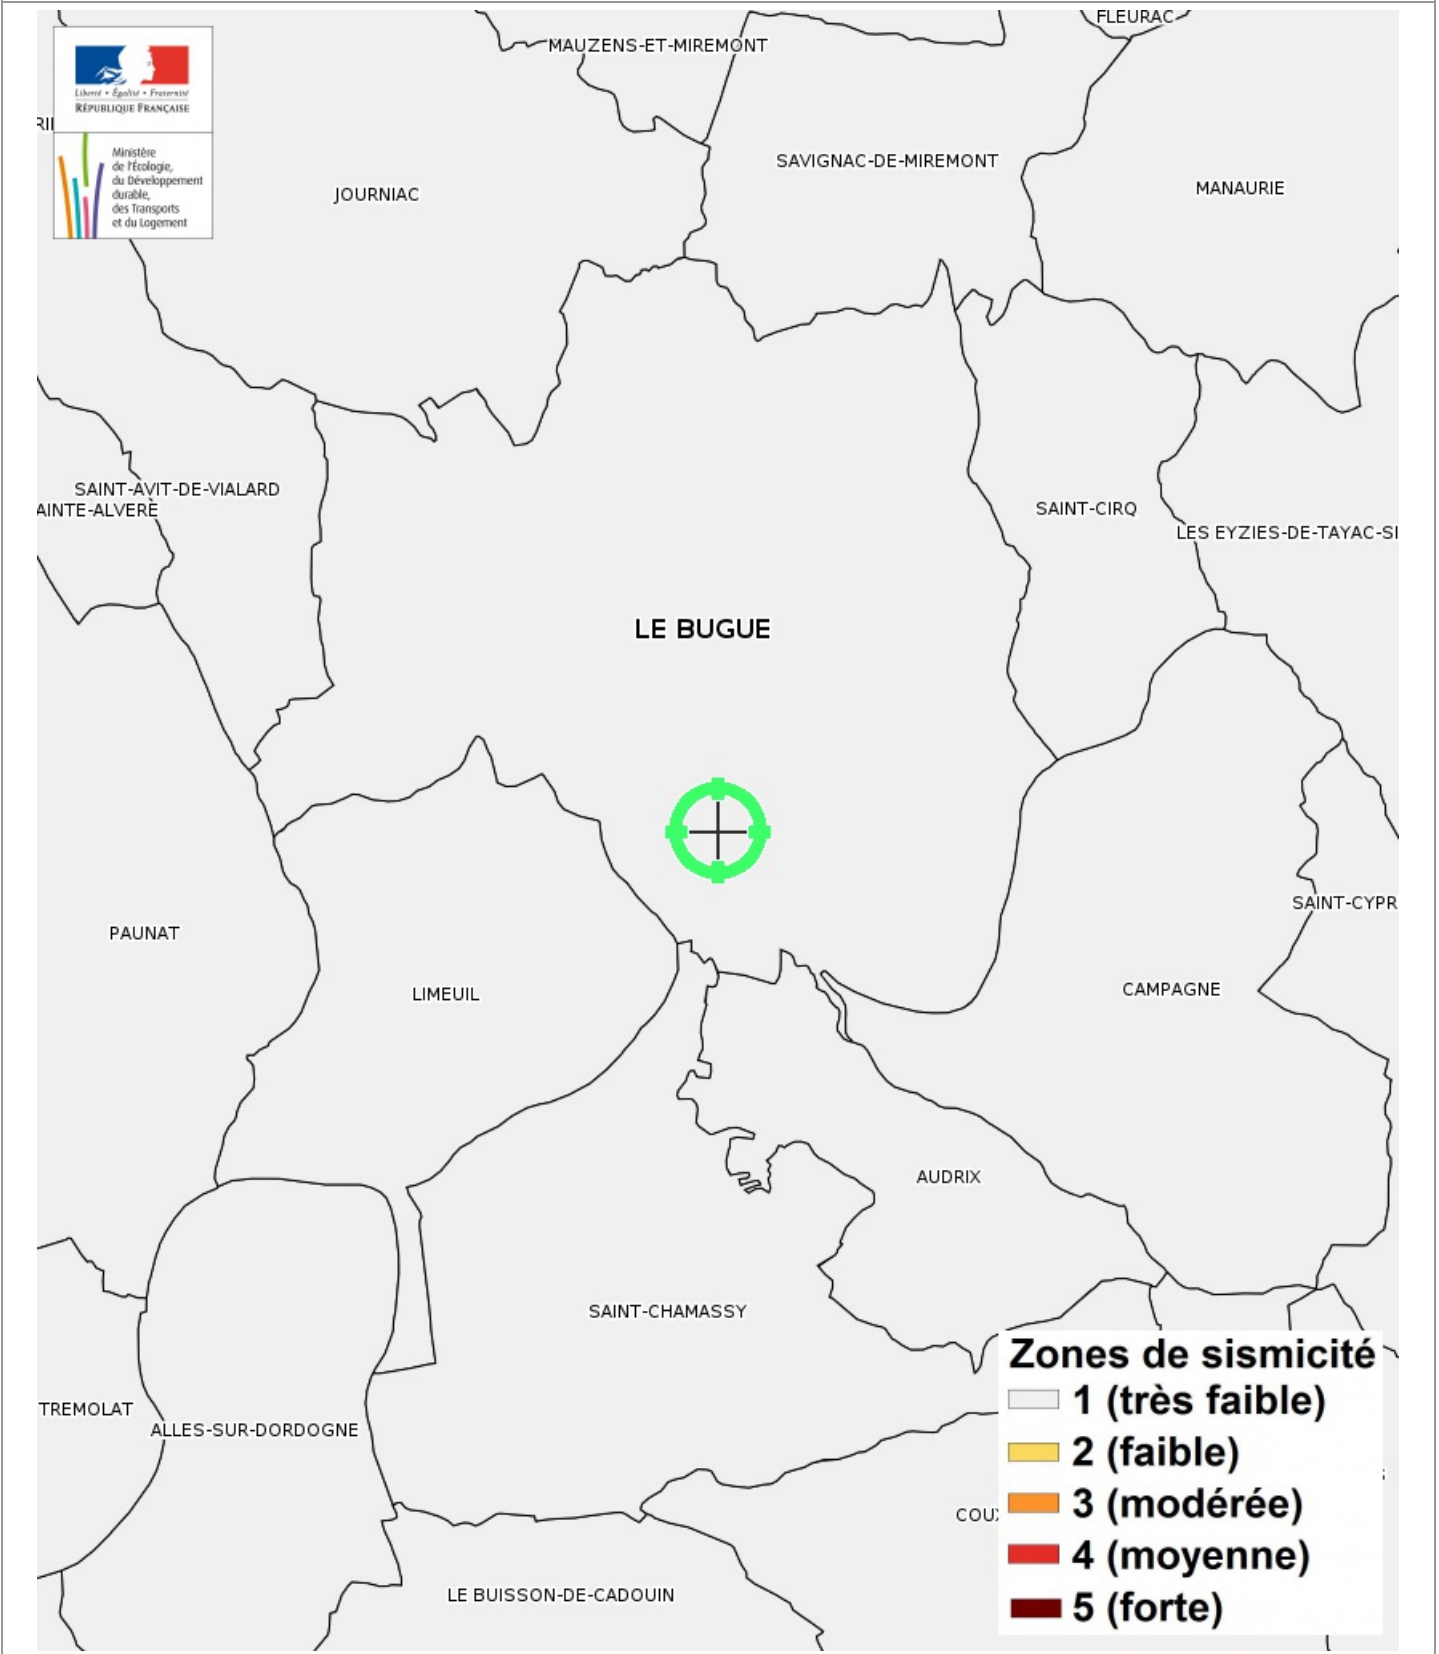 FLEURAC
MAUZENS-ET-MIREMONT
Liberté • Égalité • Fraternité
RÉPUBLIQUE FRANÇAISE
Ministère
de l'Écologie,
du Développement
durable,
des Transports
et du Logement
SAVIGNAC-DE-MIREMONT
MANAURIE
JOURNIAC
SAINT-AVIT-DE-VIALARD
AINTE-ALVERE
SAINT-CIRQ
LES EYZIES-DE-TAYAC-SI
LE BUGUE
SAINT-CYPR
PAUNAT
CAMPAGNE
LIMEUIL
AUDRIX
SAINT-CHAMASSY
TREMOLAT
ALLES-SUR-DORDOGNE
COUX
LE BUISSON-DE-CADOUIN
Zones de sismicité
1 (très faible)
2 (faible)
3 (modérée)
4 (moyenne)
5 (forte)